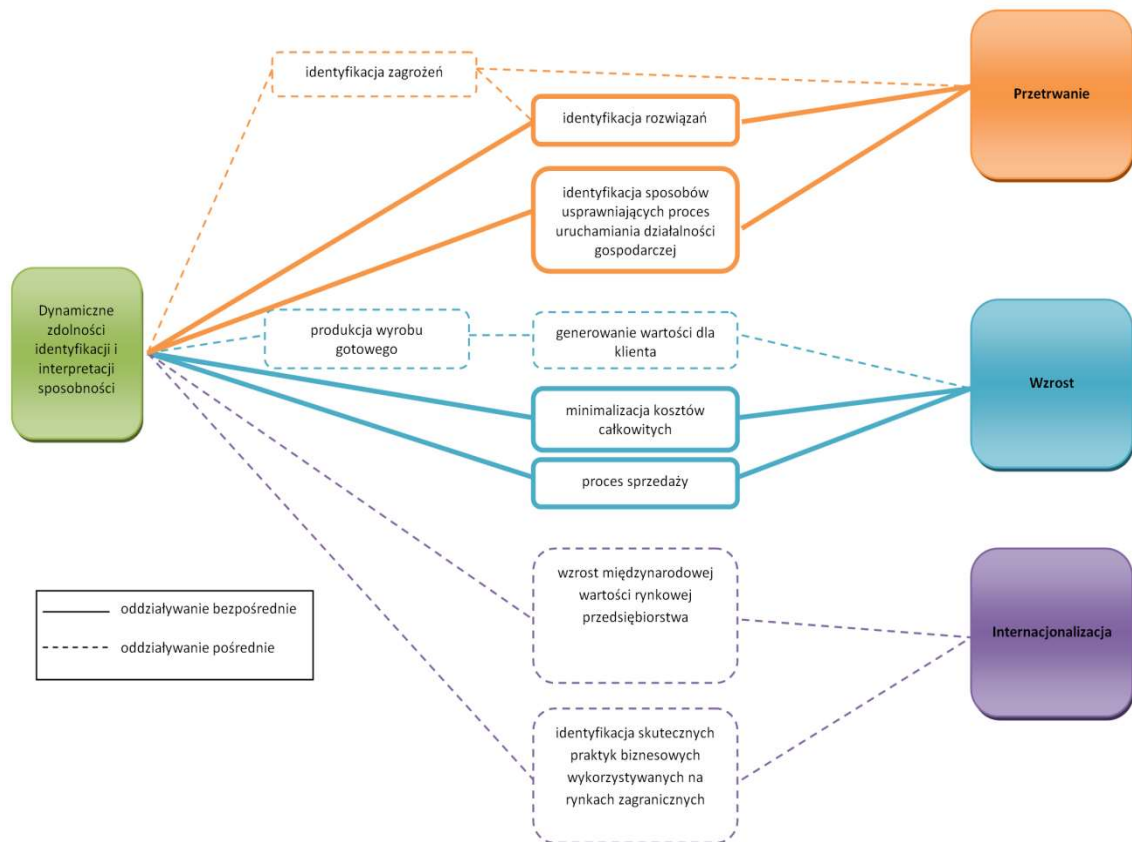 identyfikacja zagrożeń
Przetrwanie
identyfikacja rozwiązań
identyfikacja sposobów
usprawniających proces
uruchamiania działalności
gospodarczej
Dynamiczne
zdolności
identyfikacji i
interpretacji
sposobności
produkcja wyrobu
gotowego
generowanie wartości dla
klienta
Wzrost
minimalizacja kosztów
całkowitych
proces sprzedaży
wzrost międzynarodowej
wartości rynkowej
przedsiębiorstwa
Internacjonalizacja
oddziaływanie bezpośrednie
oddziaływanie pośrednie
identyfikacja skutecznych
praktyk biznesowych
wykorzystywanych na
rynkach zagranicznych